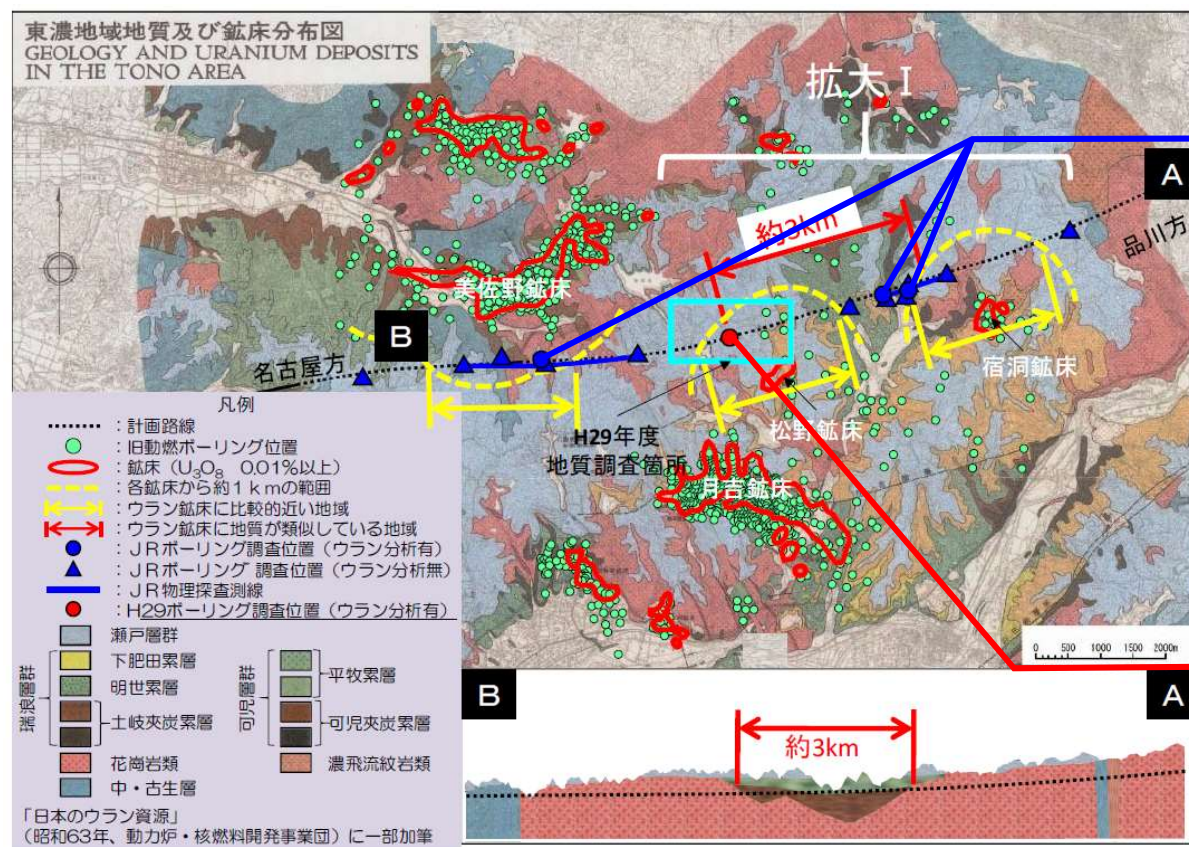 東濃地域地質及び鉱床分布図
GEOLOGY AND URANIUM DEPOSITS
IN THE TONO AREA
拡大Ⅰ
A
品川方
約3km
美佐野鉱床
B
名古屋方
宿洞鉱床
松野鉱床
H29年度
地質調査箇所
月吉鉱床
0 500 1000 1500 2000m
凡例
：計画路線
：旧動燃ボーリング位置
：鉱床（U₃O₈ 0.01%以上）
：各鉱床から約1kmの範囲
：ウラン鉱床に比較的近い地域
：ウラン鉱床に地質が類似している地域
：JRボーリング調査位置（ウラン分析有）
：JRボーリング 調査位置（ウラン分析無）
：JR物理探査測線
：H29ボーリング調査位置（ウラン分析有）
瀬戸層群
瑞浪層群
下肥田累層
明世累層
土岐夾炭累層
可児層群
平牧累層
可児夾炭累層
花崗岩類
濃飛流紋岩類
中・古生層
「日本のウラン資源」
（昭和63年、動力炉・核燃料開発事業団）に一部加筆
B
A
約3km